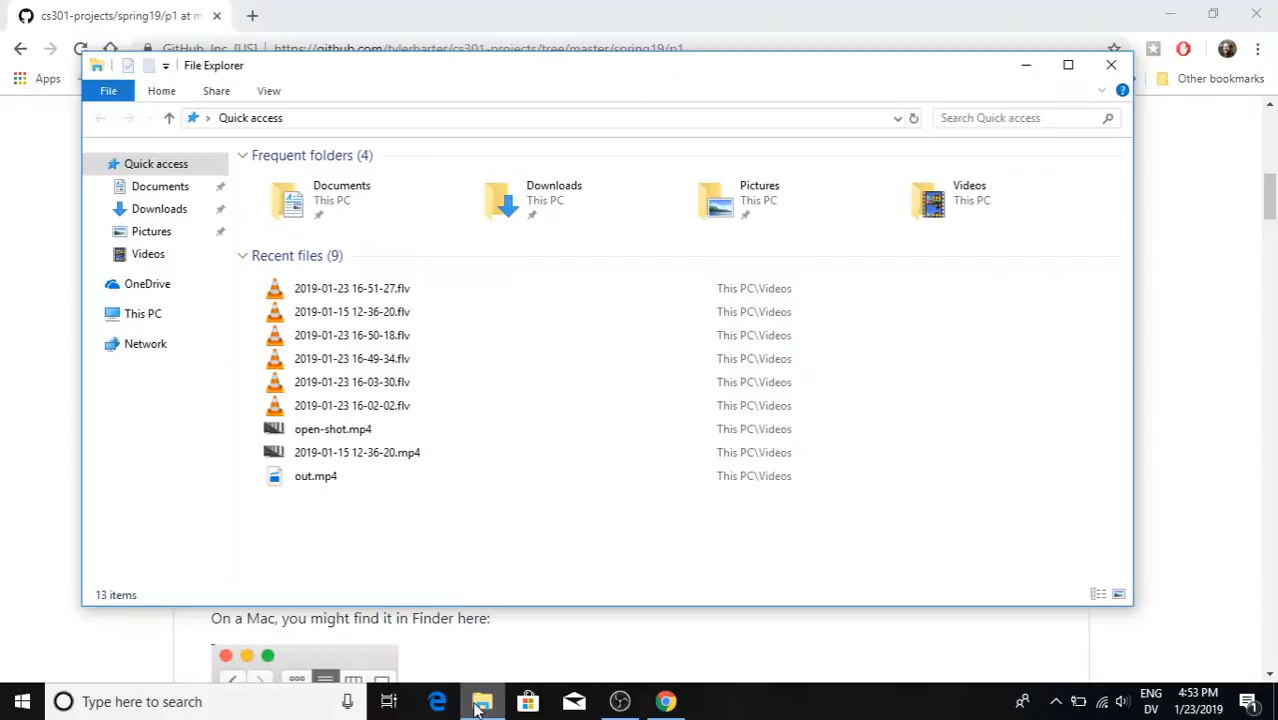 cs301-projects/spring19/p1 at m
GitHub, Inc. [US] https://github.com/tylerharter/cs301-projects/tree/master/spring19/p1
Apps
Other bookmarks
File Explorer
File Home Share View
Quick access
Search Quick access
Quick access
Documents
Downloads
Pictures
Videos
OneDrive
This PC
Network
Frequent folders (4)
Documents
This PC
Downloads
This PC
Pictures
This PC
Videos
This PC
Recent files (9)
2019-01-23 16-51-27.flv This PC\Videos
2019-01-15 12-36-20.flv This PC\Videos
2019-01-23 16-50-18.flv This PC\Videos
2019-01-23 16-49-34.flv This PC\Videos
2019-01-23 16-03-30.flv This PC\Videos
2019-01-23 16-02-02.flv This PC\Videos
open-shot.mp4 This PC\Videos
2019-01-15 12-36-20.mp4 This PC\Videos
out.mp4 This PC\Videos
13 items
On a Mac, you might find it in Finder here:
Type here to search
ENG
DV
4:53 PM
1/23/2019
1